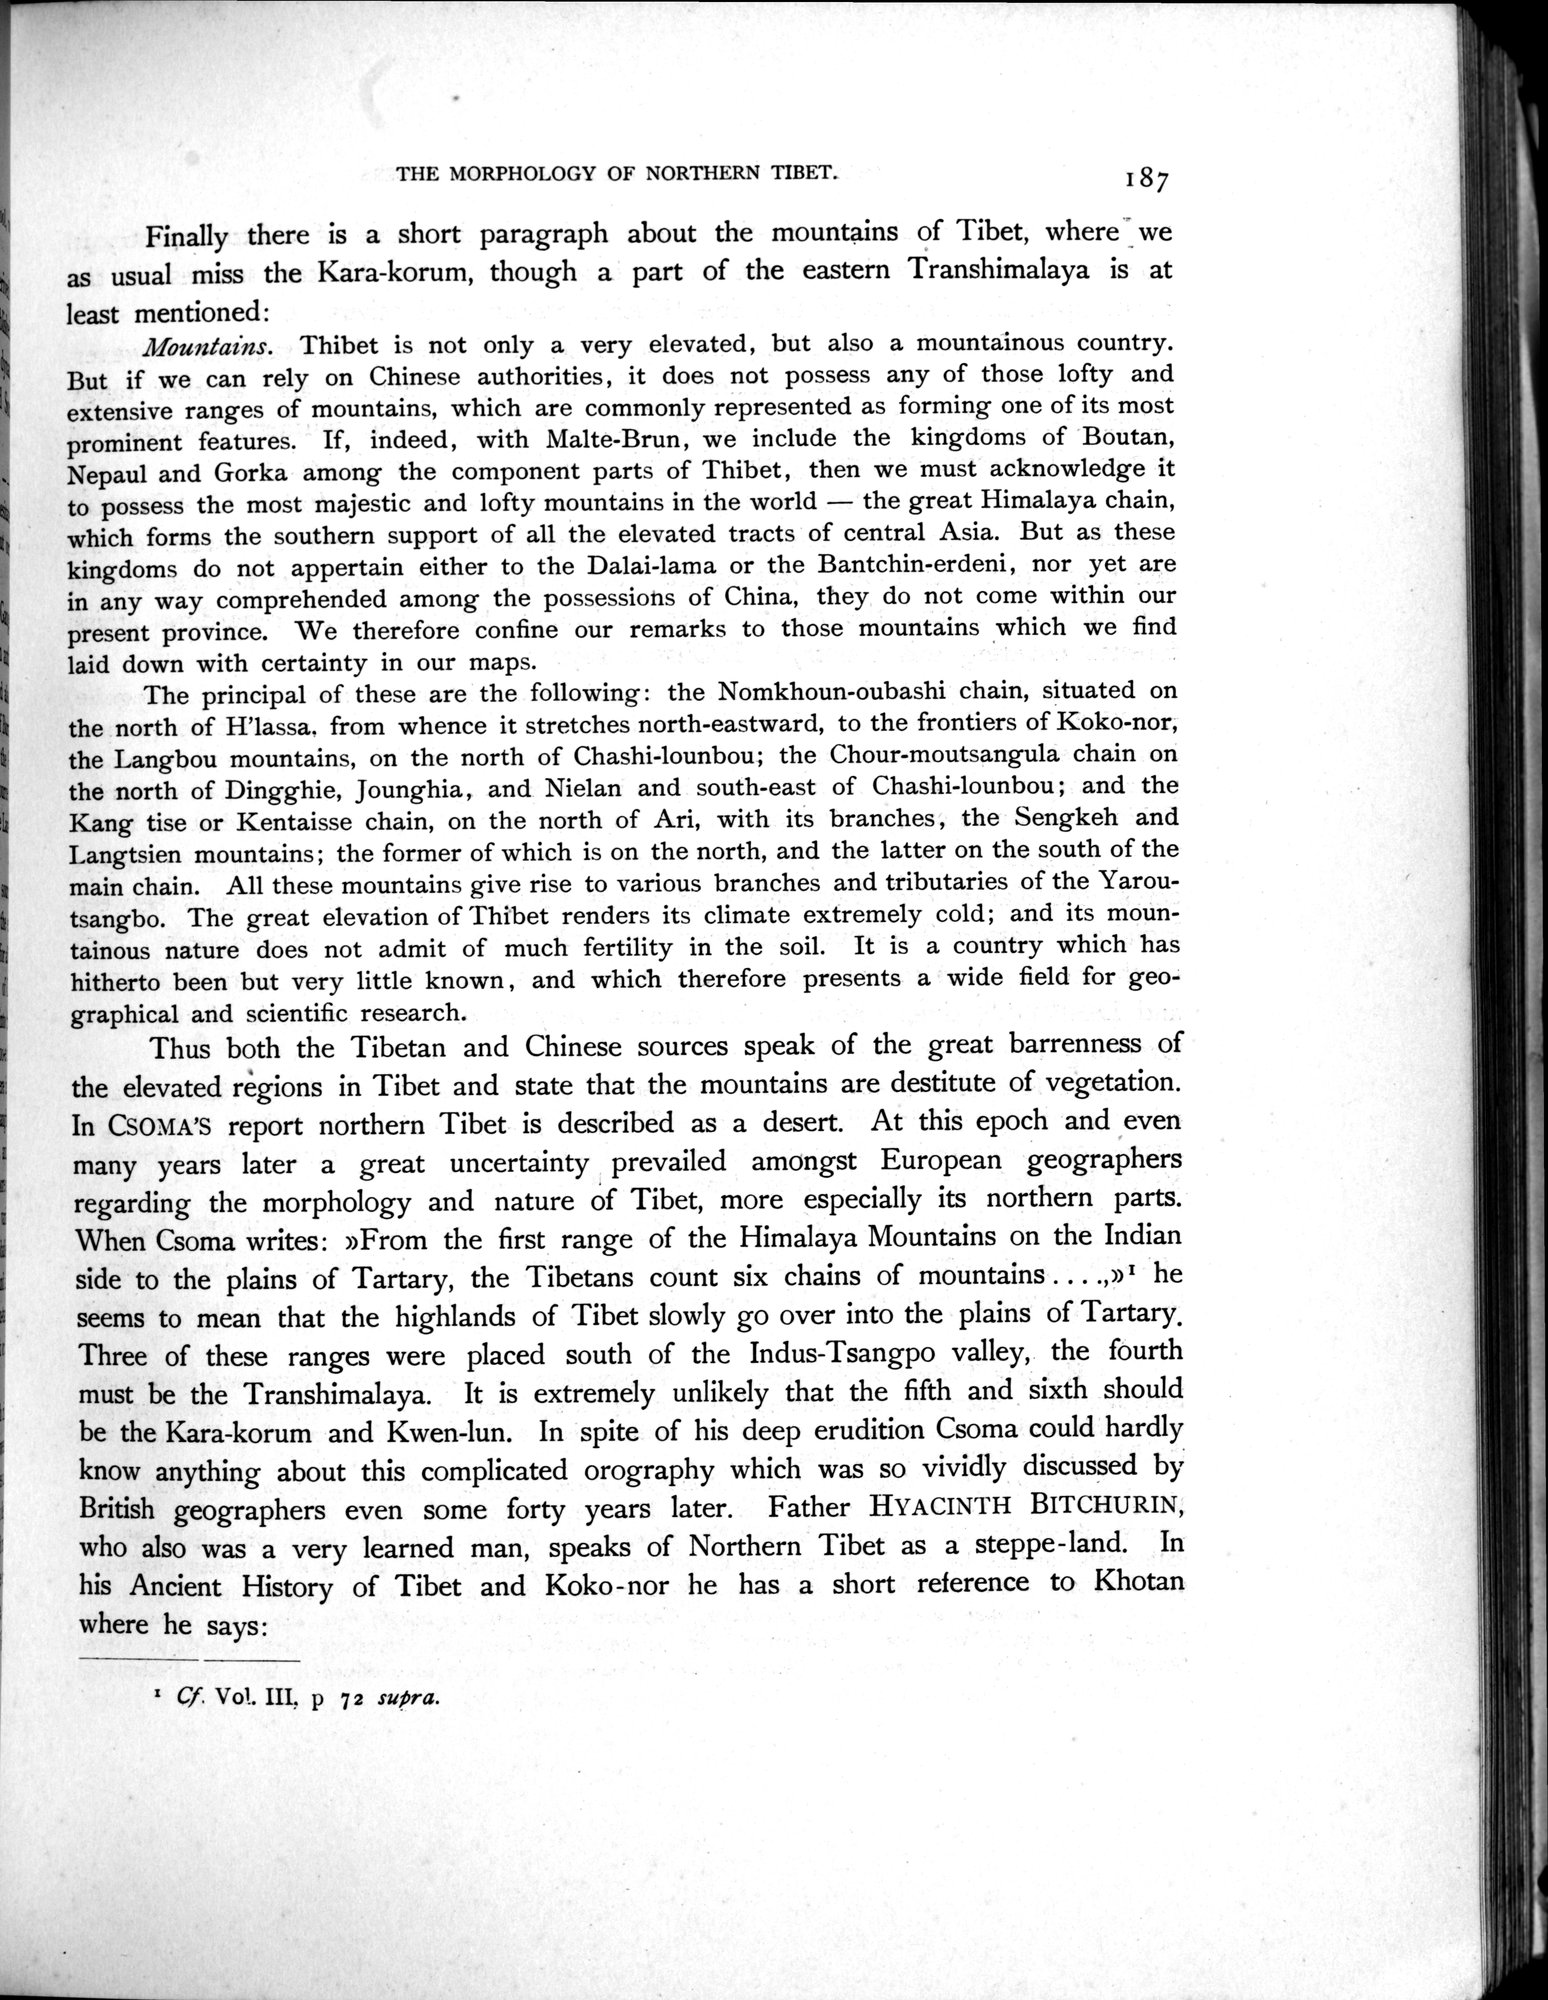 THE MORPHOLOGY OF NORTHERN TIBET.
187
Finally there is a short paragraph about the mountains of Tibet, where we
as usual miss the Kara-korum, though a part of the eastern Transhimalaya is at
least mentioned:
Mountains. Thibet is not only a very elevated, but also a mountainous country.
But if we can rely on Chinese authorities, it does not possess any of those lofty and
extensive ranges of mountains, which are commonly represented as forming one of its most
prominent features. If, indeed, with Malte-Brun, we include the kingdoms of Boutan,
Nepaul and Gorka among the component parts of Thibet, then we must acknowledge it
to possess the most majestic and lofty mountains in the world — the great Himalaya chain,
which forms the southern support of all the elevated tracts of central Asia. But as these
kingdoms do not appertain either to the Dalai-lama or the Bantchin-erdeni, nor yet are
in any way comprehended among the possessions of China, they do not come within our
present province. We therefore confine our remarks to those mountains which we find
laid down with certainty in our maps.
The principal of these are the following: the Nomkhoun-oubashi chain, situated on
the north of H'lassa, from whence it stretches north-eastward, to the frontiers of Koko-nor,
the Langbou mountains, on the north of Chashi-lounbou; the Chour-moutsangula chain on
the north of Dingghie, Jounghia, and Nielan and south-east of Chashi-lounbou; and the
Kang tise or Kentaisse chain, on the north of Ari, with its branches, the Sengkeh and
Langtsien mountains; the former of which is on the north, and the latter on the south of the
main chain. All these mountains give rise to various branches and tributaries of the Yarou-
tsangbo. The great elevation of Thibet renders its climate extremely cold; and its moun-
tainous nature does not admit of much fertility in the soil. It is a country which has
hitherto been but very little known, and which therefore presents a wide field for geo-
graphical and scientific research.
Thus both the Tibetan and Chinese sources speak of the great barrenness of
the elevated regions in Tibet and state that the mountains are destitute of vegetation.
In CSOMA'S report northern Tibet is described as a desert. At this epoch and even
many years later a great uncertainty prevailed amongst European geographers
regarding the morphology and nature of Tibet, more especially its northern parts.
When Csoma writes: »From the first range of the Himalaya Mountains on the Indian
side to the plains of Tartary, the Tibetans count six chains of mountains . . . .,»¹ he
seems to mean that the highlands of Tibet slowly go over into the plains of Tartary.
Three of these ranges were placed south of the Indus-Tsangpo valley, the fourth
must be the Transhimalaya. It is extremely unlikely that the fifth and sixth should
be the Kara-korum and Kwen-lun. In spite of his deep erudition Csoma could hardly
know anything about this complicated orography which was so vividly discussed by
British geographers even some forty years later. Father HYACINTH BITCHURIN,
who also was a very learned man, speaks of Northern Tibet as a steppe-land. In
his Ancient History of Tibet and Koko-nor he has a short reference to Khotan
where he says:
¹ Cf. Vol. III, p 72 supra.